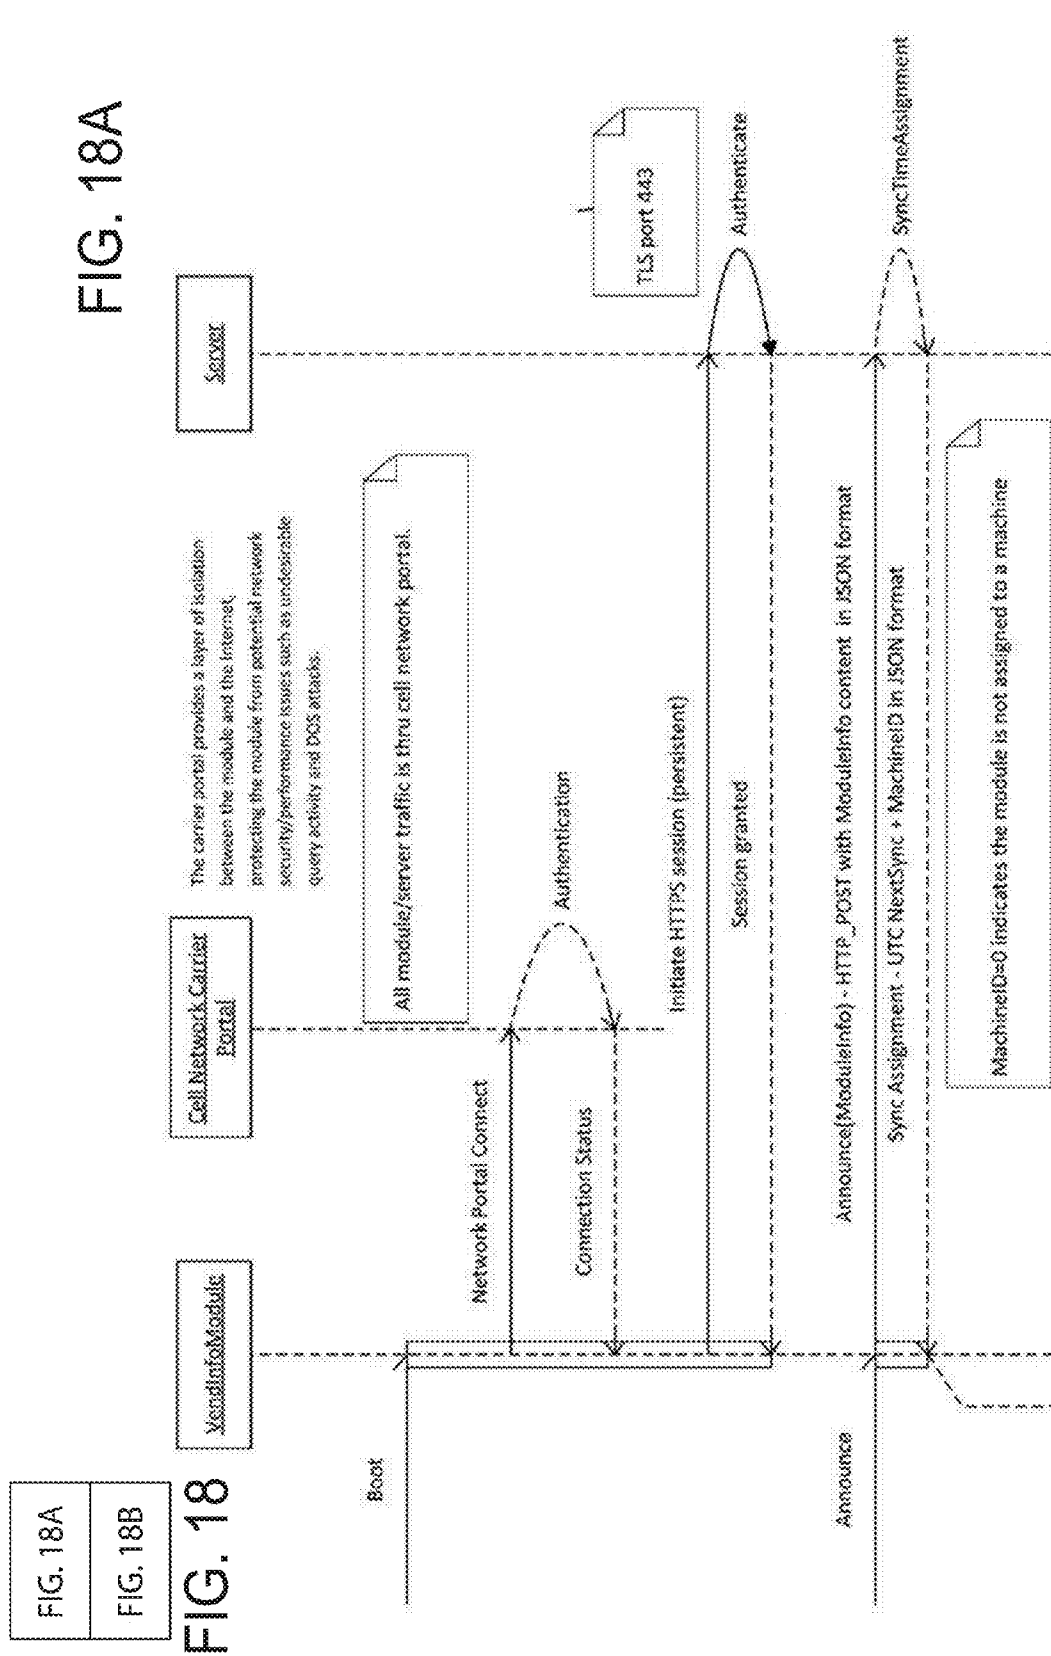 FIG. 18A
FIG. 18B
FIG. 18
FIG. 18A
VendInfoModule
Cell Network Carrier
Portal
Server
The carrier portal provides a layer of isolation
between the module and the Internet,
protecting the module from potential network
security/performance issues such as undesirable
query activity and DOS attacks.
Boot
All module/server traffic is thru cell network portal.
Network Portal Connect
Authentication
Connection Status
TLS port 443
Initiate HTTPS session (persistent)
Authenticate
Session granted
Announce
Announce(ModuleInfo) - HTTP_POST with ModuleInfo content in JSON format
SyncTimeAssignment
Sync Assignment - UTC NextSync + MachineID in JSON format
MachineID=0 indicates the module is not assigned to a machine